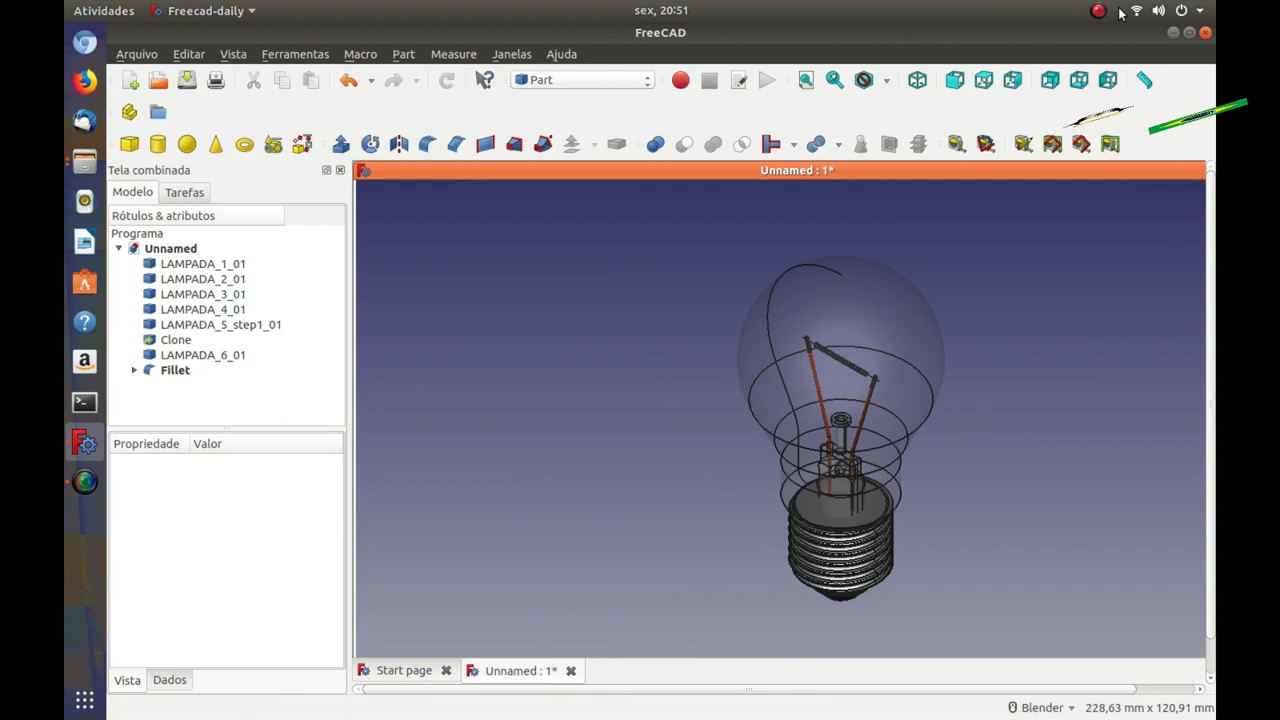 Atividades Freecad-daily sex, 20:51
FreeCAD
Arquivo Editar Vista Ferramentas Macro Part Measure Janelas Ajuda
Part
Tela combinada
Unnamed : 1*
Modelo Tarefas
Rótulos & atributos
Programa
Unnamed
LAMPADA_1_01
LAMPADA_2_01
LAMPADA_3_01
LAMPADA_4_01
LAMPADA_5_step1_01
Clone
LAMPADA_6_01
Fillet
Propriedade Valor
Start page Unnamed : 1*
Vista Dados
Blender 228,63 mm x 120,91 mm